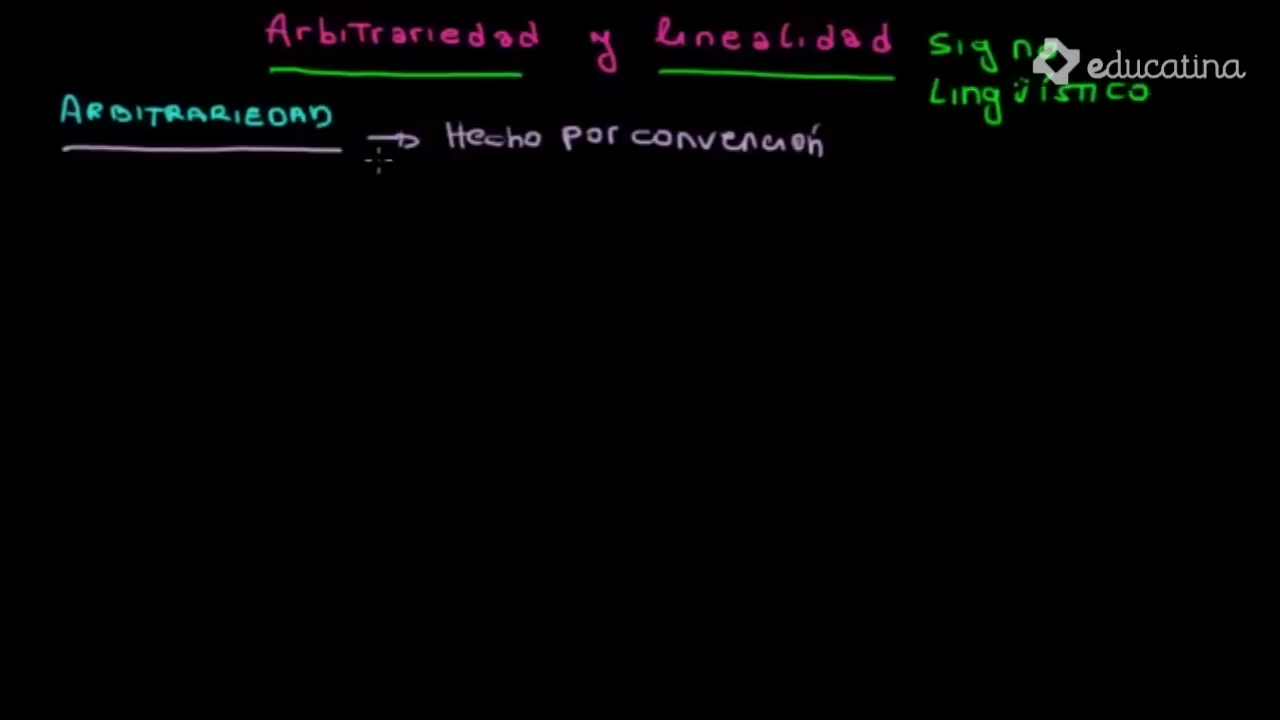 Arbitrariedad y linealidad Signo
Lingüístico
educatina
ARBITRARIEDAD → Hecho por convención